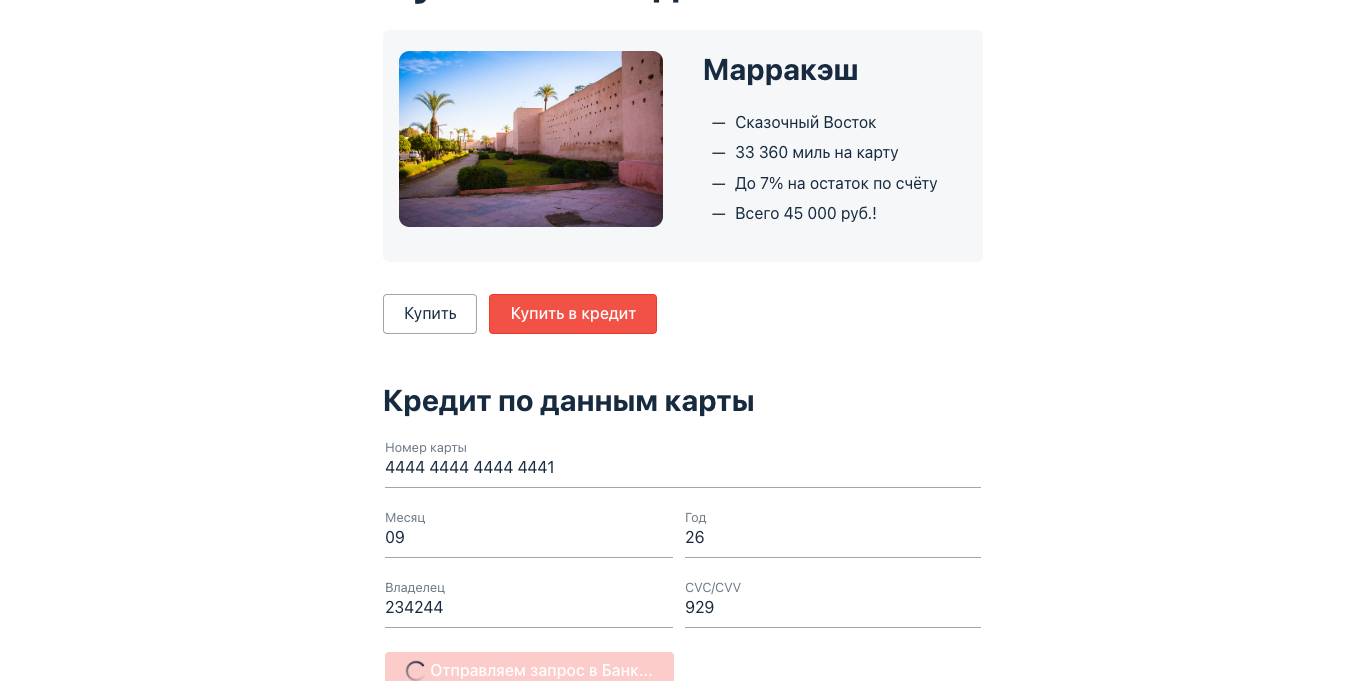 Марракэш
— Сказочный Восток
— 33 360 миль на карту
— До 7% на остаток по счёту
— Всего 45 000 руб.!
Купить
Купить в кредит
Кредит по данным карты
Номер карты
4444 4444 4444 4441
Месяц
Год
09
26
Владелец
CVC/CVV
234244
929
Отправляем запрос в Банк...